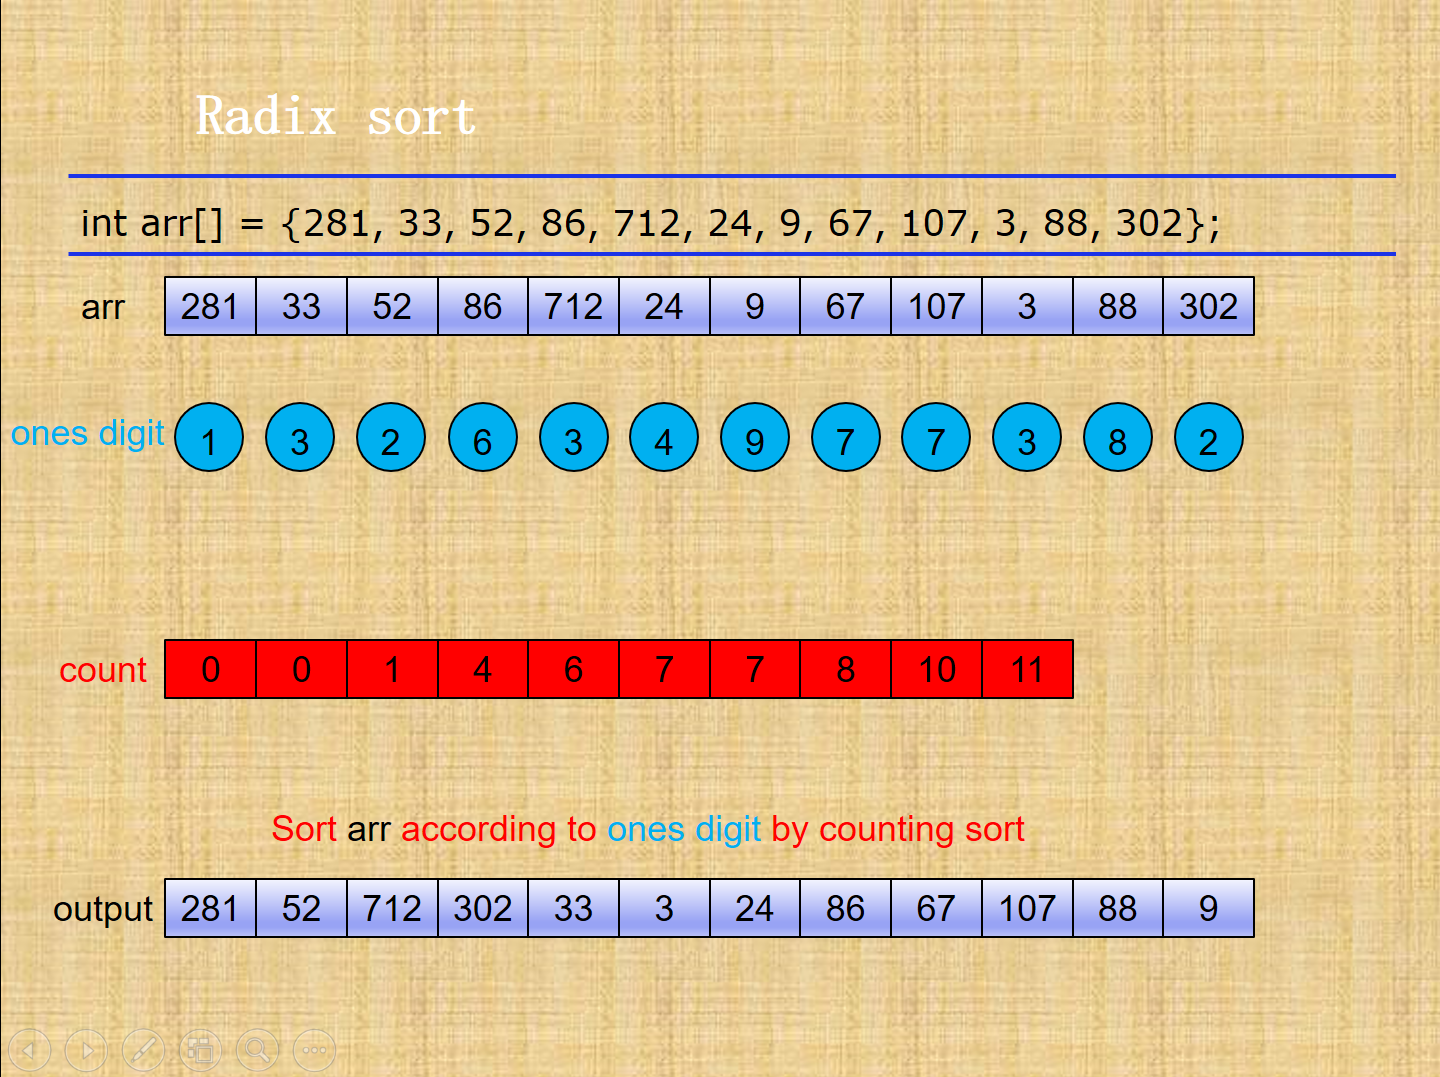 Radix sort
int arr[] = {281, 33, 52, 86, 712, 24, 9, 67, 107, 3, 88, 302};
arr 281 33 52 86 712 24 9 67 107 3 88 302
ones digit 1 3 2 6 3 4 9 7 7 3 8 2
count 0 0 1 4 6 7 7 8 10 11
Sort arr according to ones digit by counting sort
output 281 52 712 302 33 3 24 86 67 107 88 9